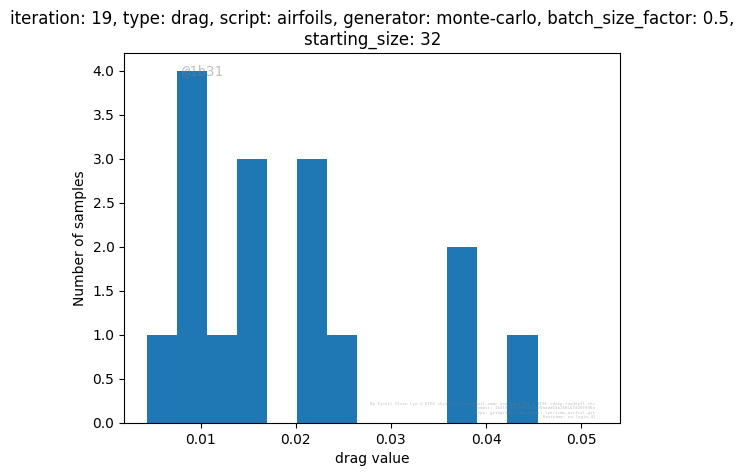 iteration: 19, type: drag, script: airfoils, generator: monte-carlo, batch_size_factor: 0.5,
starting_size: 32
@1b31
4.0
3.5
3.0
2.5
2.0
1.5
1.0
0.5
0.0
Number of samples
0.01 0.02 0.03 0.04 0.05
drag value